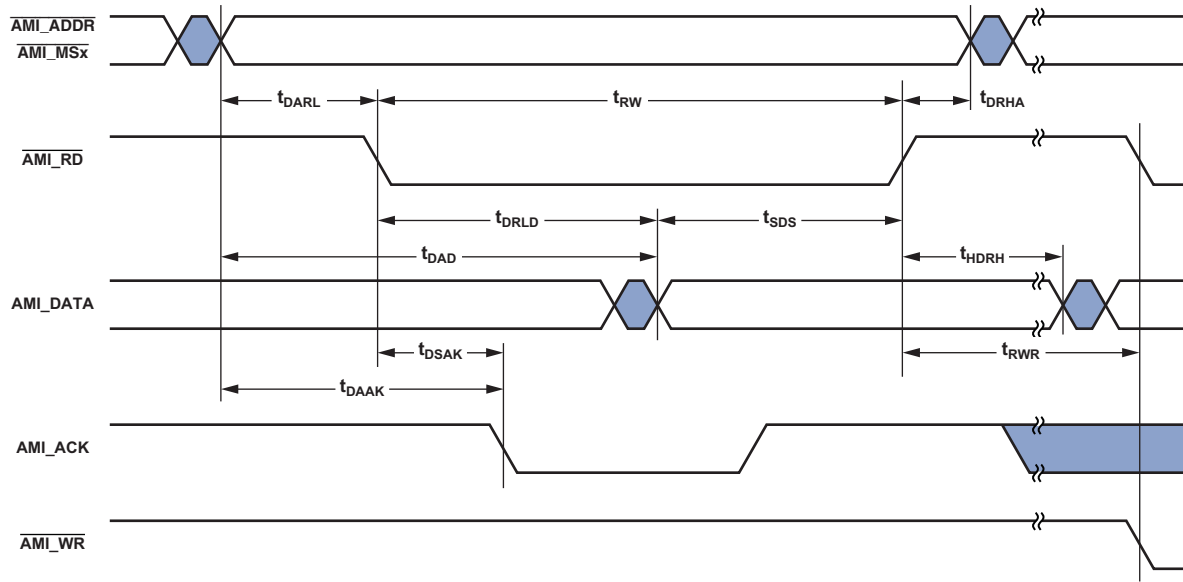 AMI_ADDR
AMI_MSx
tDARL
tRW
tDRHA
AMI_RD
tDRLD
tSDS
tDAD
tHDRH
AMI_DATA
tRWR
tDSAK
tDAAK
AMI_ACK
AMI_WR